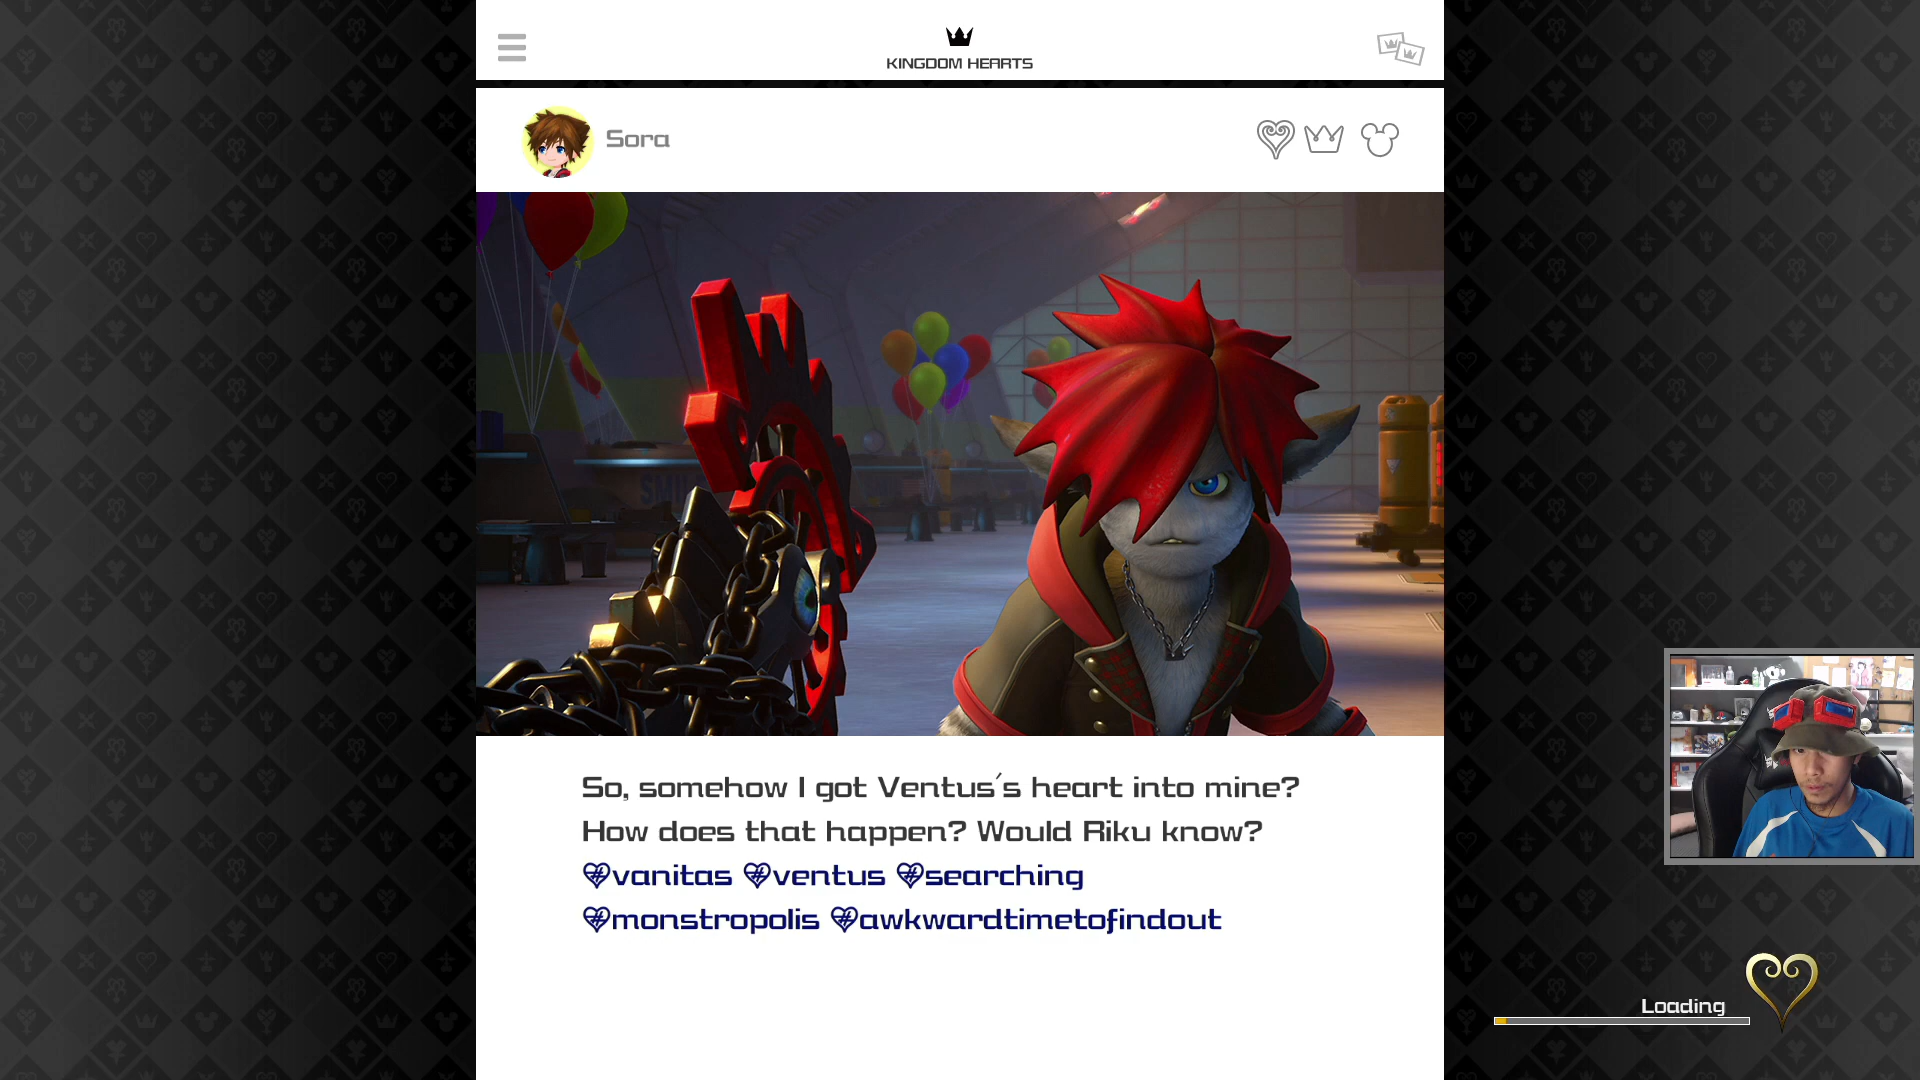 KINGDOM HEARTS
Sora
So, somehow I got Ventus's heart into mine?
How does that happen? Would Riku know?
#vanitas #ventus #searching
#monstropolis #awkwardtimetofindout
Loading